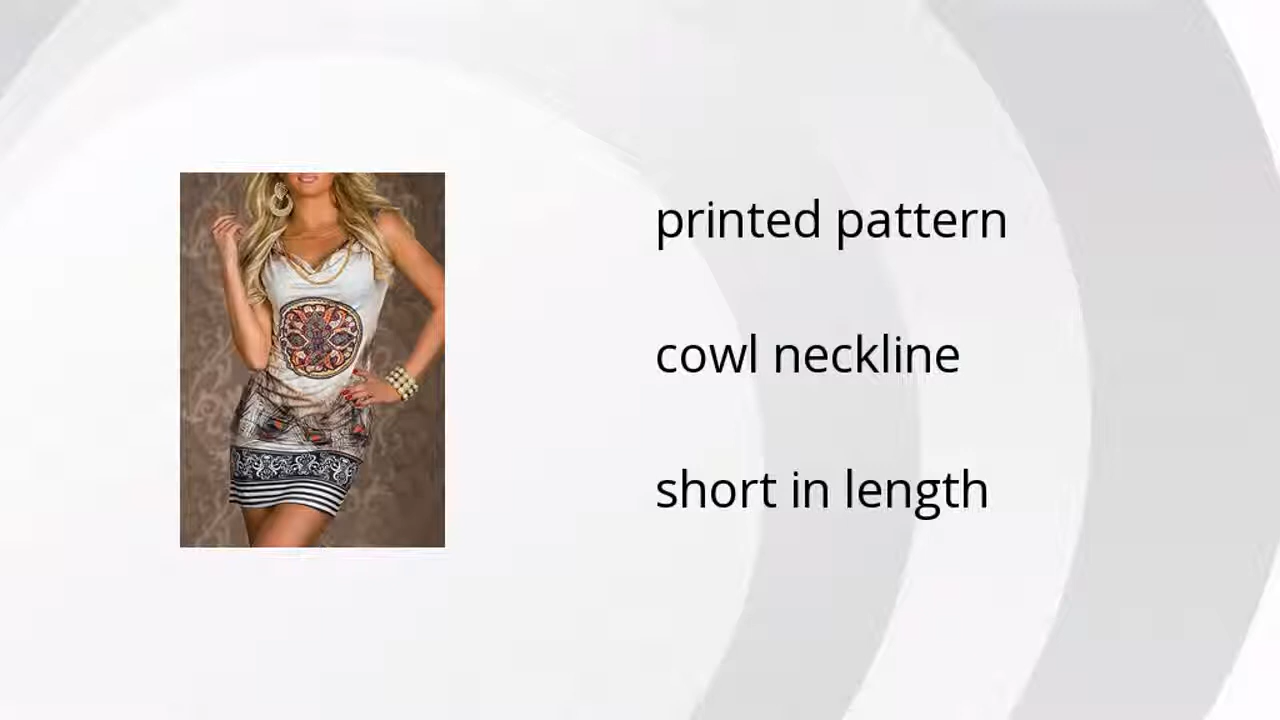 printed pattern
cowl neckline
short in length